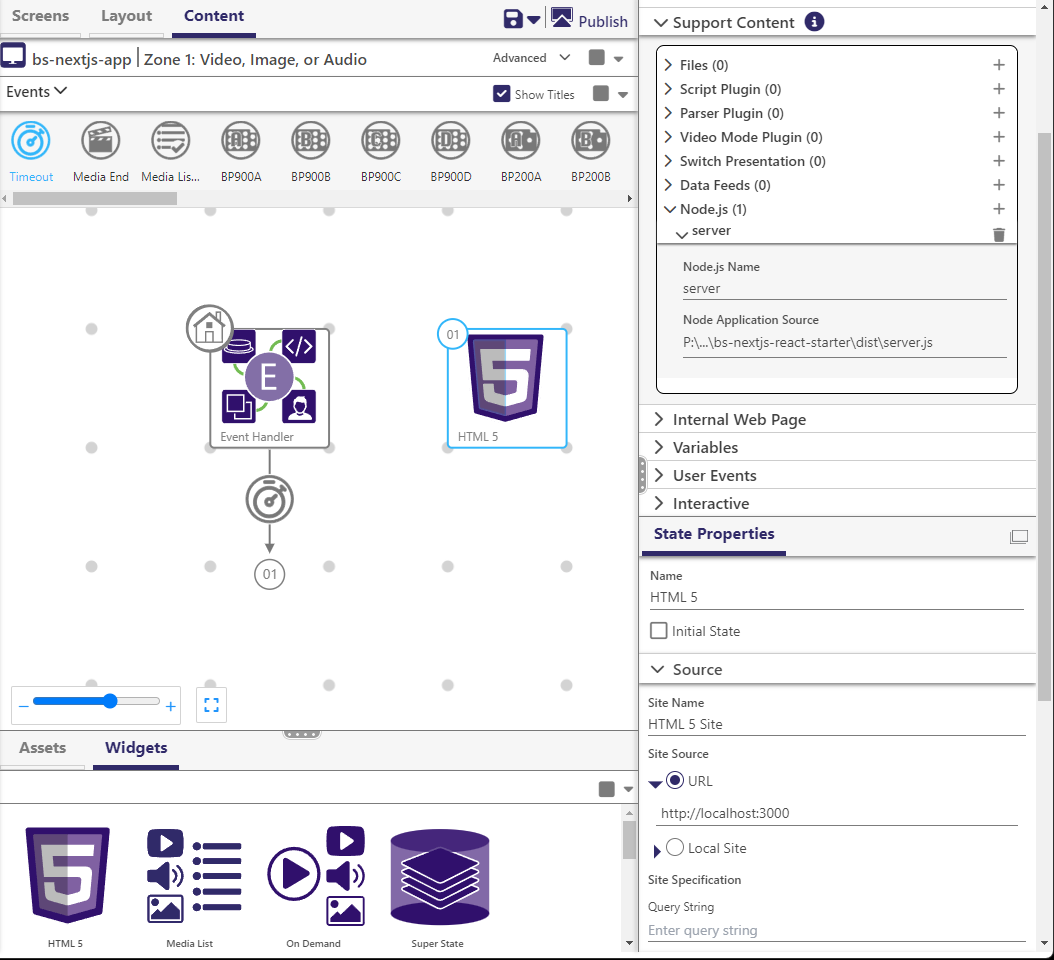 Screens Layout Content Publish
bs-nextjs-app Zone 1: Video, Image, or Audio Advanced
Events Show Titles
Timeout Media End Media Lis... BP900A BP900B BP900C BP900D BP200A BP200B
E
Event Handler
01
5
HTML 5
01
Assets Widgets
5
HTML 5 Media List On Demand Super State
Support Content i
Files (0)
Script Plugin (0)
Parser Plugin (0)
Video Mode Plugin (0)
Switch Presentation (0)
Data Feeds (0)
Node.js (1)
server
Node.js Name
server
Node Application Source
P:\...\bs-nextjs-react-starter\dist\server.js
Internal Web Page
Variables
User Events
Interactive
State Properties
Name
HTML 5
Initial State
Source
Site Name
HTML 5 Site
Site Source
URL
http://localhost:3000
Local Site
Site Specification
Query String
Enter query string